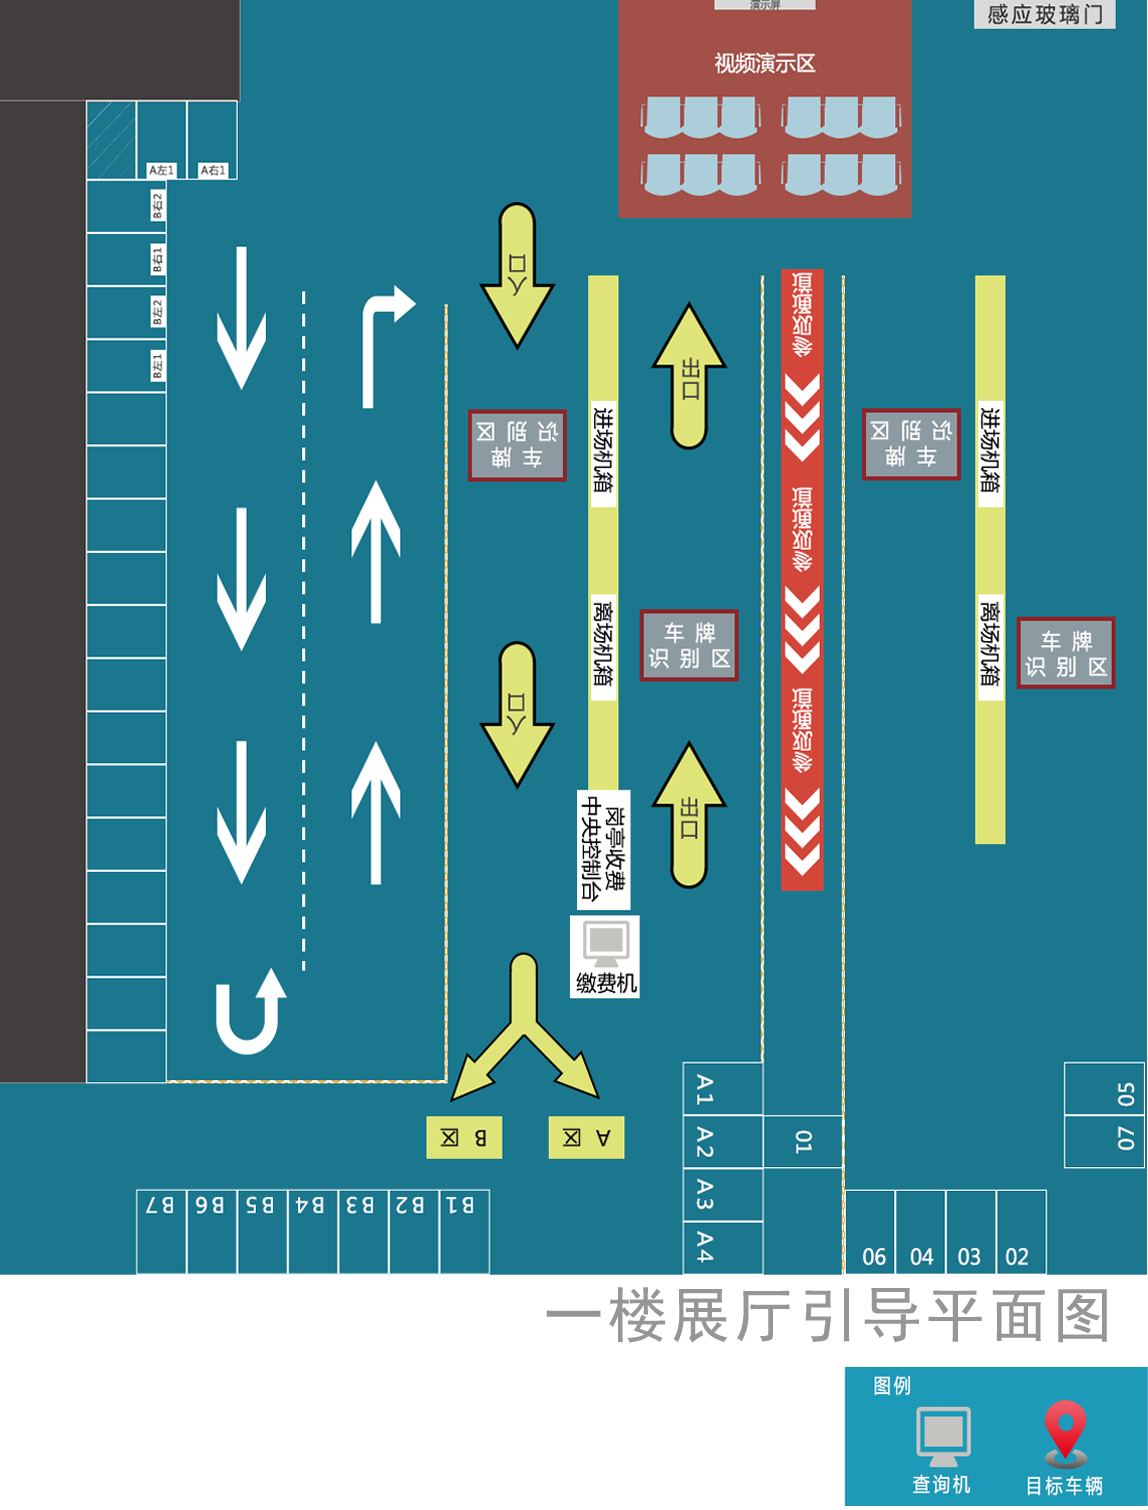 演示屏
感应玻璃门
视频演示区
A左1
A右1
B右2
B右1
B左2
B左1
入口
出口
参观通道
车牌
识别区
进场机箱
车牌
识别区
进场机箱
参观通道
离场机箱
车牌
识别区
离场机箱
车牌
识别区
入口
出口
参观通道
岗亭收费
中央控制台
缴费机
B区
A区
A1
A2
A3
A4
01
05
07
B7
B6
B5
B4
B3
B2
B1
06
04
03
02
一楼展厅引导平面图
图例
查询机
目标车辆